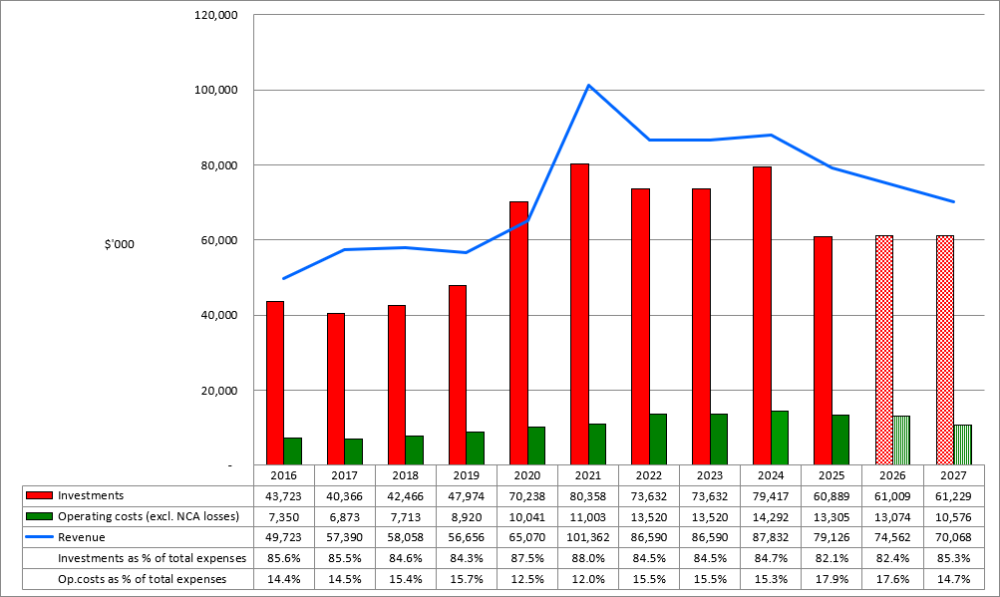 120,000
100,000
80,000
$'000
60,000
40,000
20,000
-
2016 2017 2018 2019 2020 2021 2022 2023 2024 2025 2026 2027
Investments 43,723 40,366 42,466 47,974 70,238 80,358 73,632 73,632 79,417 60,889 61,009 61,229
Operating costs (excl. NCA losses) 7,350 6,873 7,713 8,920 10,041 11,003 13,520 13,520 14,292 13,305 13,074 10,576
Revenue 49,723 57,390 58,058 56,656 65,070 101,362 86,590 86,590 87,832 79,126 74,562 70,068
Investments as % of total expenses 85.6% 85.5% 84.6% 84.3% 87.5% 88.0% 84.5% 84.5% 84.7% 82.1% 82.4% 85.3%
Op.costs as % of total expenses 14.4% 14.5% 15.4% 15.7% 12.5% 12.0% 15.5% 15.5% 15.3% 17.9% 17.6% 14.7%